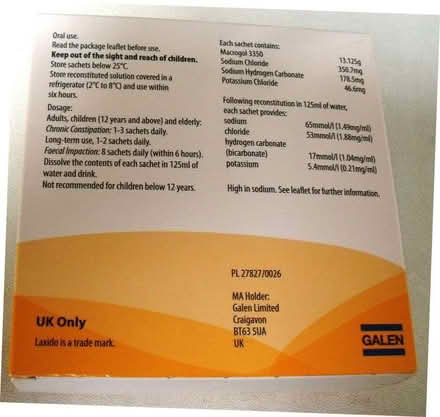 Oral use.
Read the package leaflet before use.
Keep out of the sight and reach of children.
Store sachets below 25°C.
Store reconstituted solution covered in a
refrigerator (2°C to 8°C) and use within
six hours.
Dosage:
Adults, children (12 years and above) and elderly:
Chronic Constipation: 1-3 sachets daily.
Long-term use, 1-2 sachets daily.
Faecal Impaction: 8 sachets daily (within 6 hours).
Dissolve the contents of each sachet in 125ml of
water and drink.
Not recommended for children below 12 years.
Each sachet contains:
Macrogol 3350 13.125g
Sodium Chloride 350.7mg
Sodium Hydrogen Carbonate 178.5mg
Potassium Chloride 46.6mg
Following reconstitution in 125ml of water,
each sachet provides:
sodium 65mmol/l (1.49mg/ml)
chloride 53mmol/l (1.88mg/ml)
hydrogen carbonate
(bicarbonate) 17mmol/l (1.04mg/ml)
potassium 5.4mmol/l (0.21mg/ml)
High in sodium. See leaflet for further information.
PL 27827/0026
MA Holder:
Galen Limited
Craigavon
BT63 5UA
UK
UK Only
Laxido is a trade mark.
GALEN